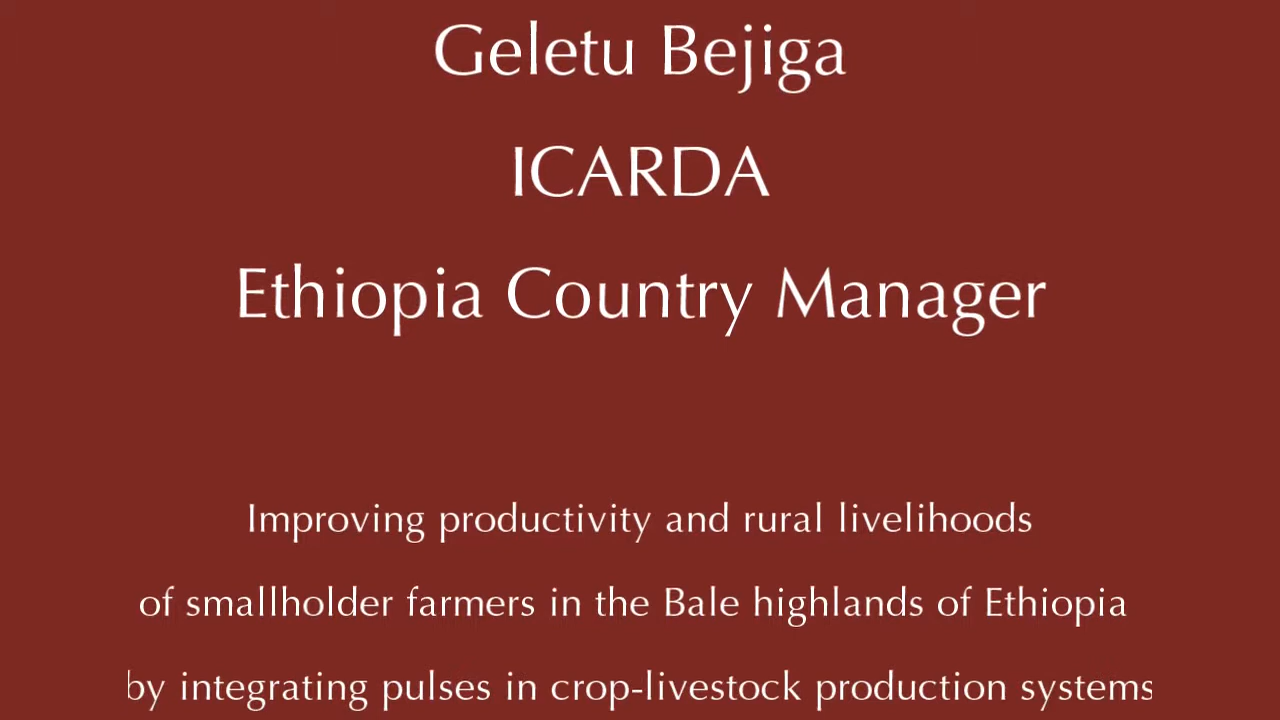 Geletu Bejiga
ICARDA
Ethiopia Country Manager
Improving productivity and rural livelihoods
of smallholder farmers in the Bale highlands of Ethiopia
by integrating pulses in crop-livestock production systems